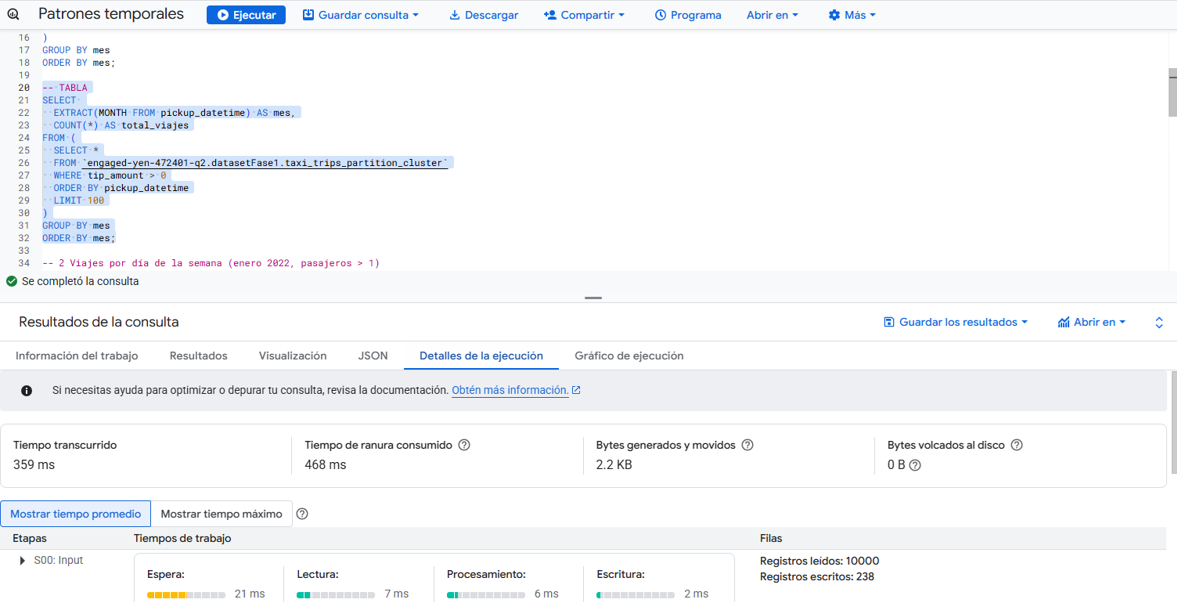 Patrones temporales Ejecutar Guardar consulta Descargar Compartir Programa Abrir en Más
16 )
17 GROUP BY mes
18 ORDER BY mes;
19
20 -- TABLA
21 SELECT
22 EXTRACT(MONTH FROM pickup_datetime) AS mes,
23 COUNT(*) AS total_viajes
24 FROM (
25 SELECT *
26 FROM `engaged-yen-472401-q2.datasetFase1.taxi_trips_partition_cluster`
27 WHERE tip_amount > 0
28 ORDER BY pickup_datetime
29 LIMIT 100
30 )
31 GROUP BY mes
32 ORDER BY mes;
33
34 -- 2 Viajes por día de la semana (enero 2022, pasajeros > 1)
Se completó la consulta
Resultados de la consulta Guardar los resultados Abrir en
Información del trabajo Resultados Visualización JSON Detalles de la ejecución Gráfico de ejecución
Si necesitas ayuda para optimizar o depurar tu consulta, revisa la documentación. Obtén más información.
Tiempo transcurrido Tiempo de ranura consumido Bytes generados y movidos Bytes volcados al disco
359 ms 468 ms 2.2 KB 0 B
Mostrar tiempo promedio Mostrar tiempo máximo
Etapas Tiempos de trabajo Filas
S00: Input Registros leídos: 10000
Espera: Lectura: Procesamiento: Escritura: Registros escritos: 238
21 ms 7 ms 6 ms 2 ms